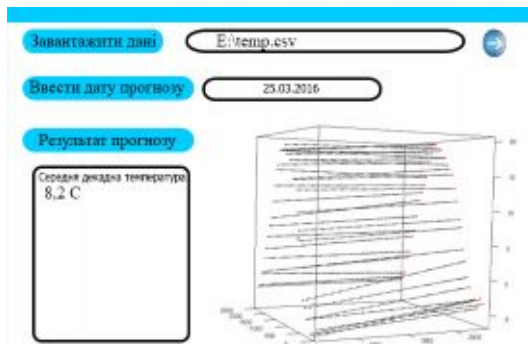 Завантажити дані
E:\temp.csv
Ввести дату прогнозу
25.03.2016
Результат прогнозу
Середня декадна температура
8,2 С